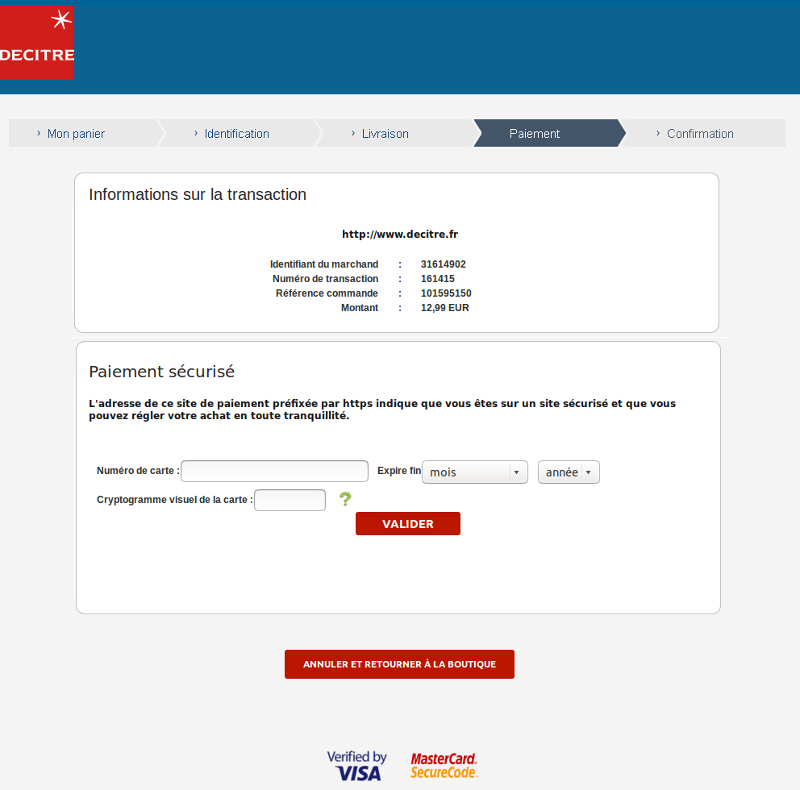 DECITRE
› Mon panier › Identification › Livraison Paiement › Confirmation
Informations sur la transaction
http://www.decitre.fr
Identifiant du marchand : 31614902
Numéro de transaction : 161415
Référence commande : 101595150
Montant : 12,99 EUR
Paiement sécurisé
L'adresse de ce site de paiement préfixée par https indique que vous êtes sur un site sécurisé et que vous
pouvez régler votre achat en toute tranquillité.
Numéro de carte : Expire fin mois année
Cryptogramme visuel de la carte : ?
VALIDER
ANNULER ET RETOURNER À LA BOUTIQUE
Verified by MasterCard.
VISA SecureCode.